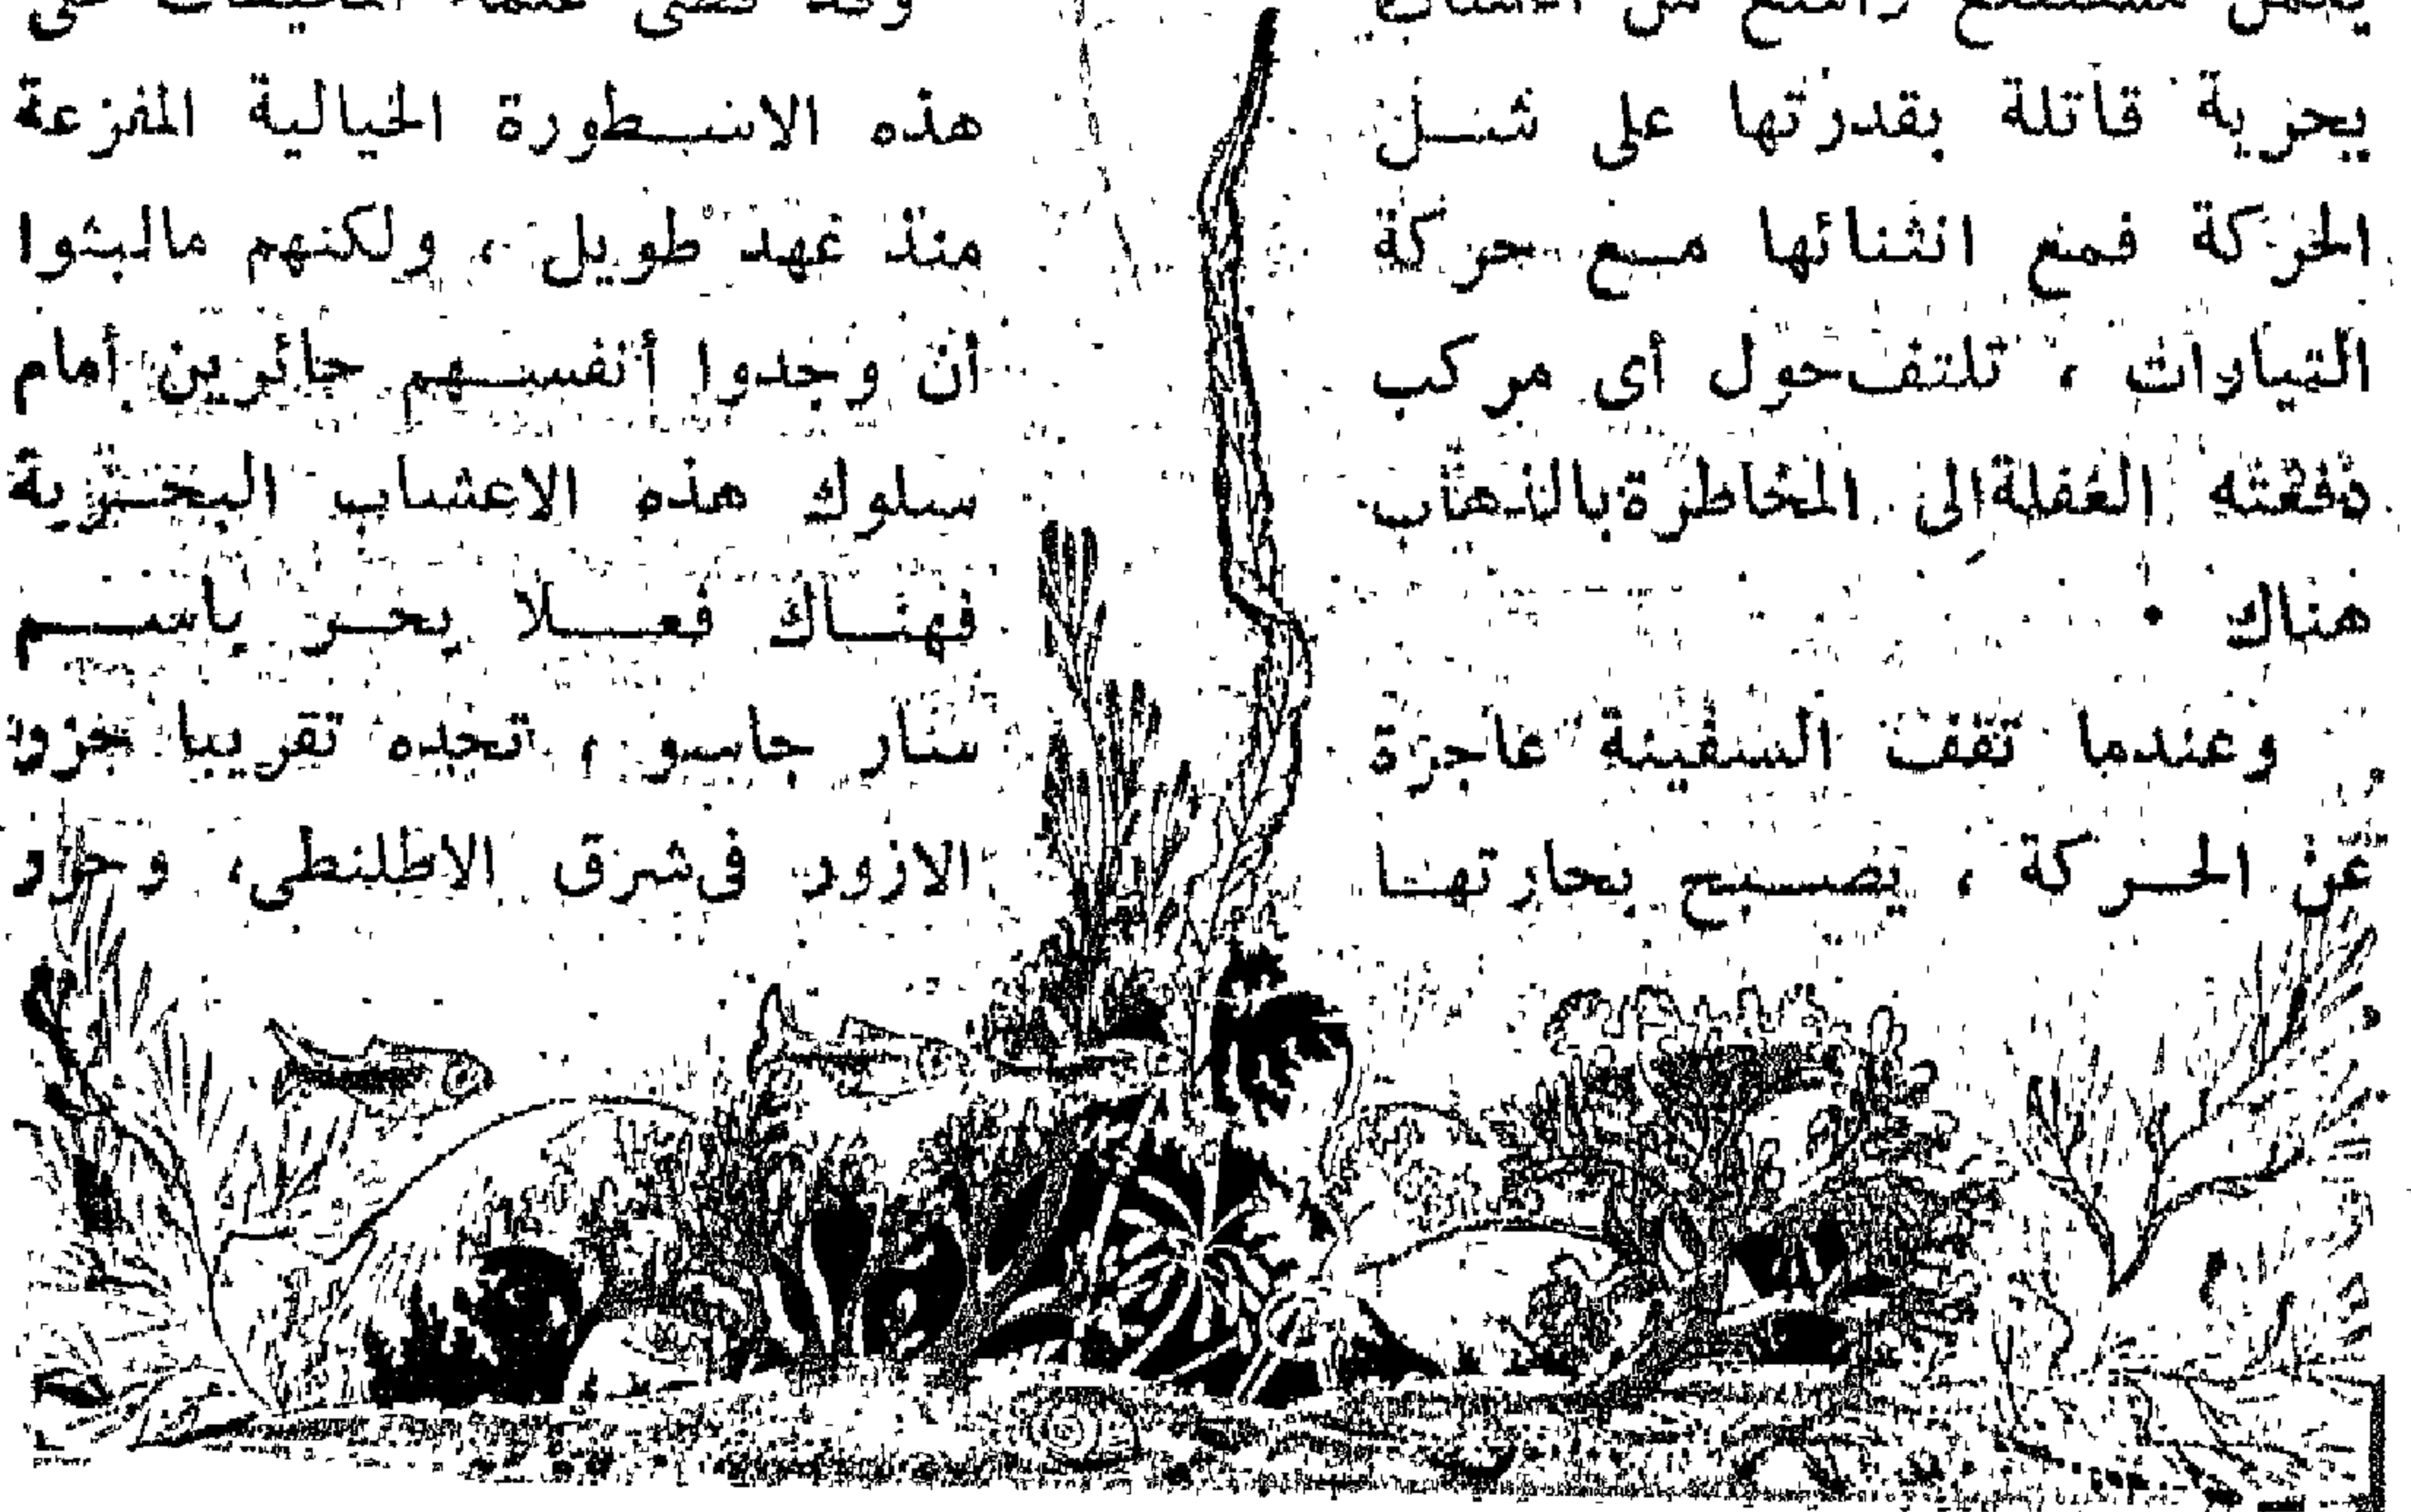 بحرية قاتلة بقدرتها على شل
الحركة فمع انثنائها مع حركة
التيارات ، تلتف حول أى مركب
دفعته الغفلة إلى المخاطرة بالذهاب
هناك .
وعندما تقف السفينة عاجزة
عن الحركة ، يصبح بحارتها
هذه الاسطورة الخيالية المفزعة
منذ عهد طويل ، ولكنهم مالبثوا
أن وجدوا أنفسهم حائرين أمام
سلوك هذه الاعشاب البحرية
فهناك فعلا بحر باسم
سار جاسو ، تحده تقريبا جزر
الازور فى شرق الاطلنطى، وجزر